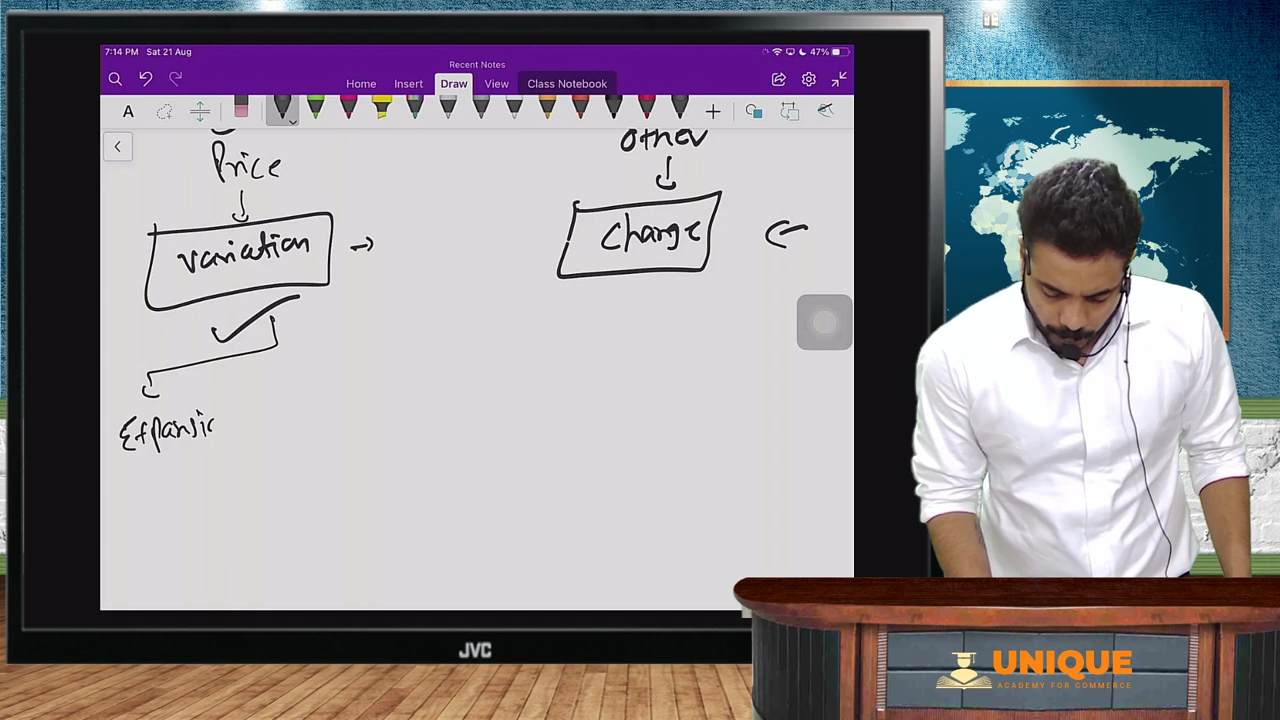 7:14 PM Sat 21 Aug
47%
Recent Notes
Home Insert Draw View Class Notebook
A
Price
other
variation
change
Expansio
JVC
UNIQUE
ACADEMY FOR COMMERCE